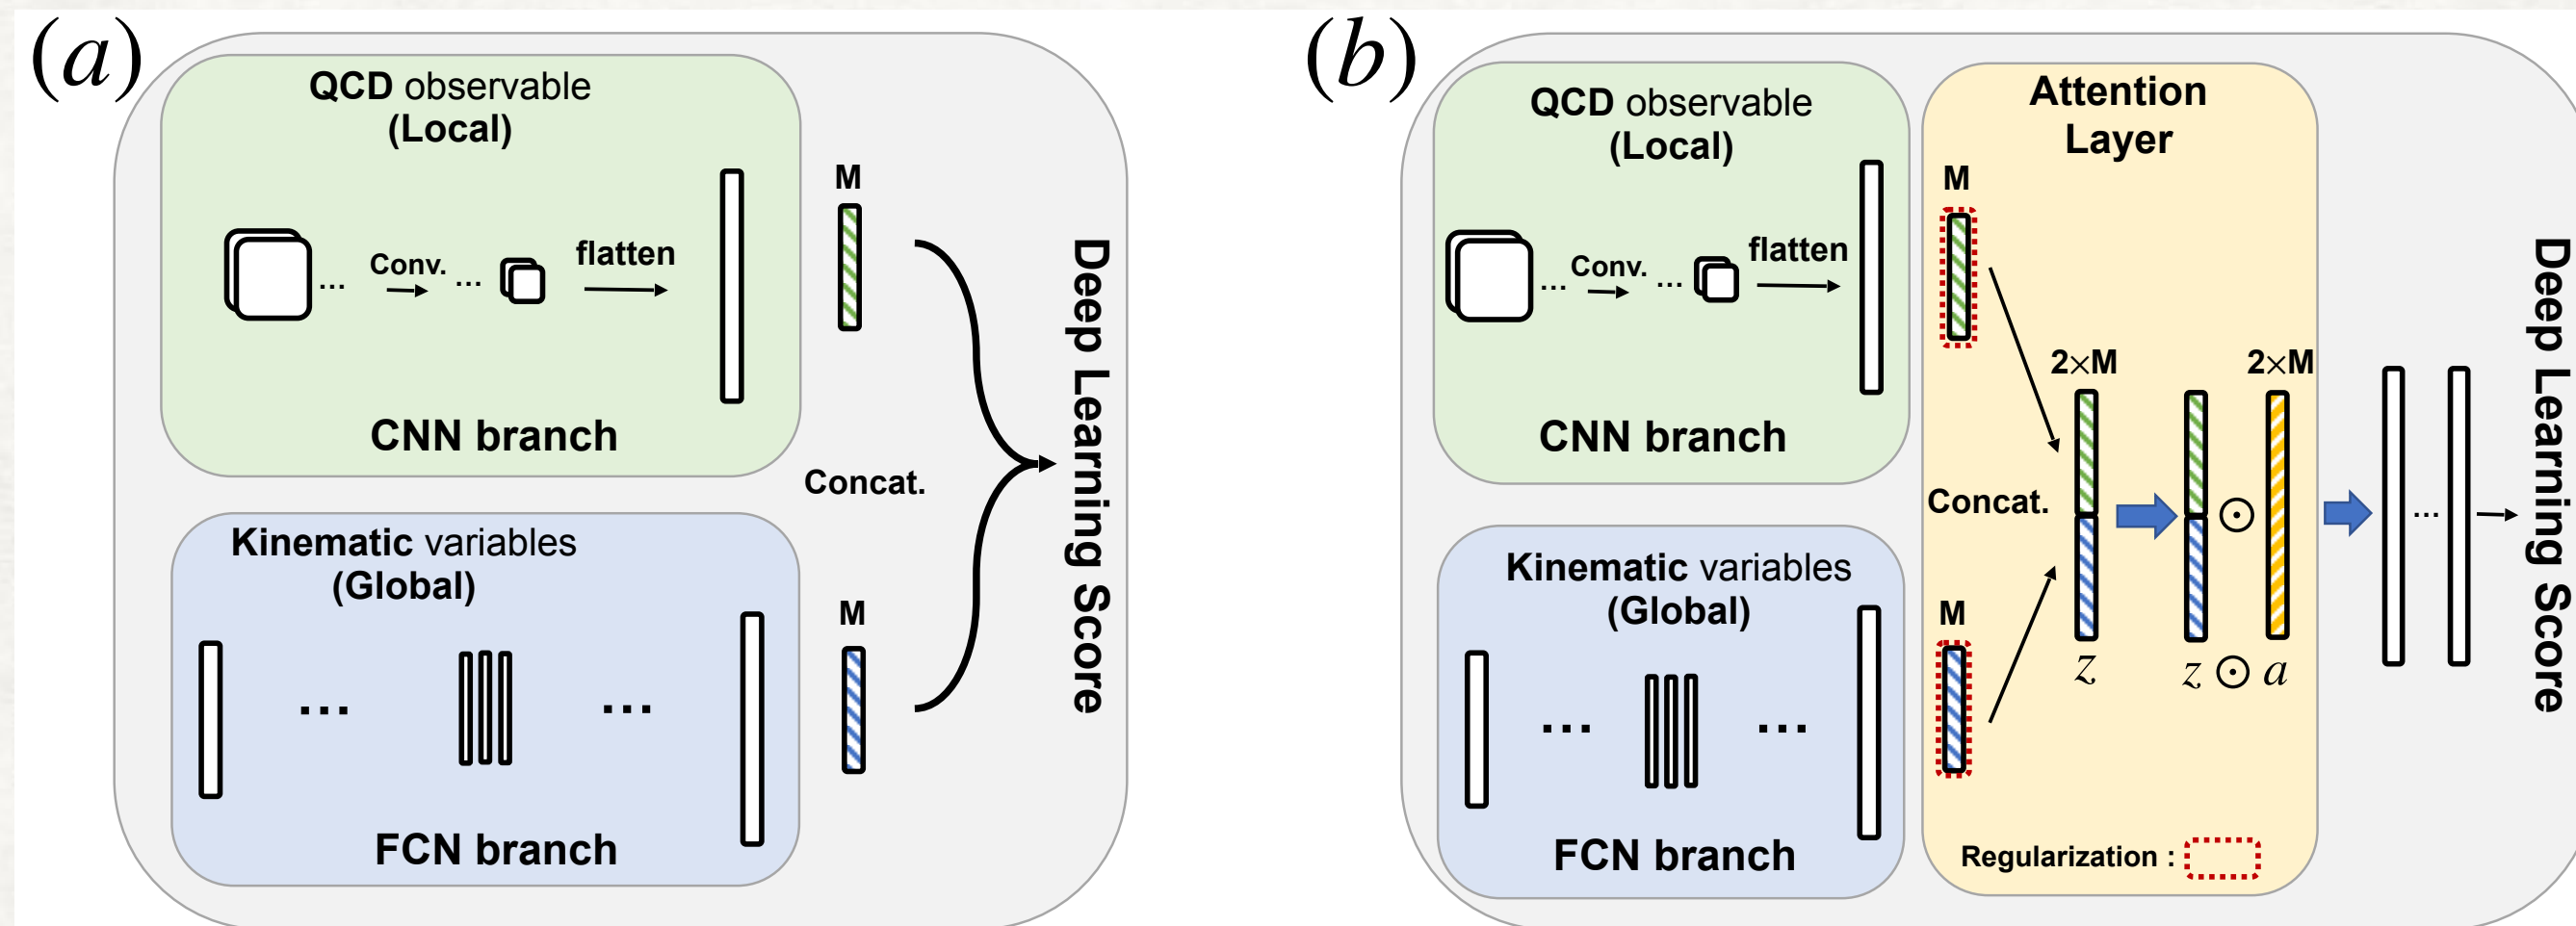 (a)
QCD observable
(Local)
... Conv. ... flatten
CNN branch
M
Concat.
Kinematic variables
(Global)
... ...
FCN branch
M
Deep Learning Score
(b)
QCD observable
(Local)
... Conv. ... flatten
CNN branch
Kinematic variables
(Global)
... ...
FCN branch
Attention
Layer
M
2×M
2×M
Concat.
⊙
M
z
z ⊙ a
Regularization :
...
Deep Learning Score